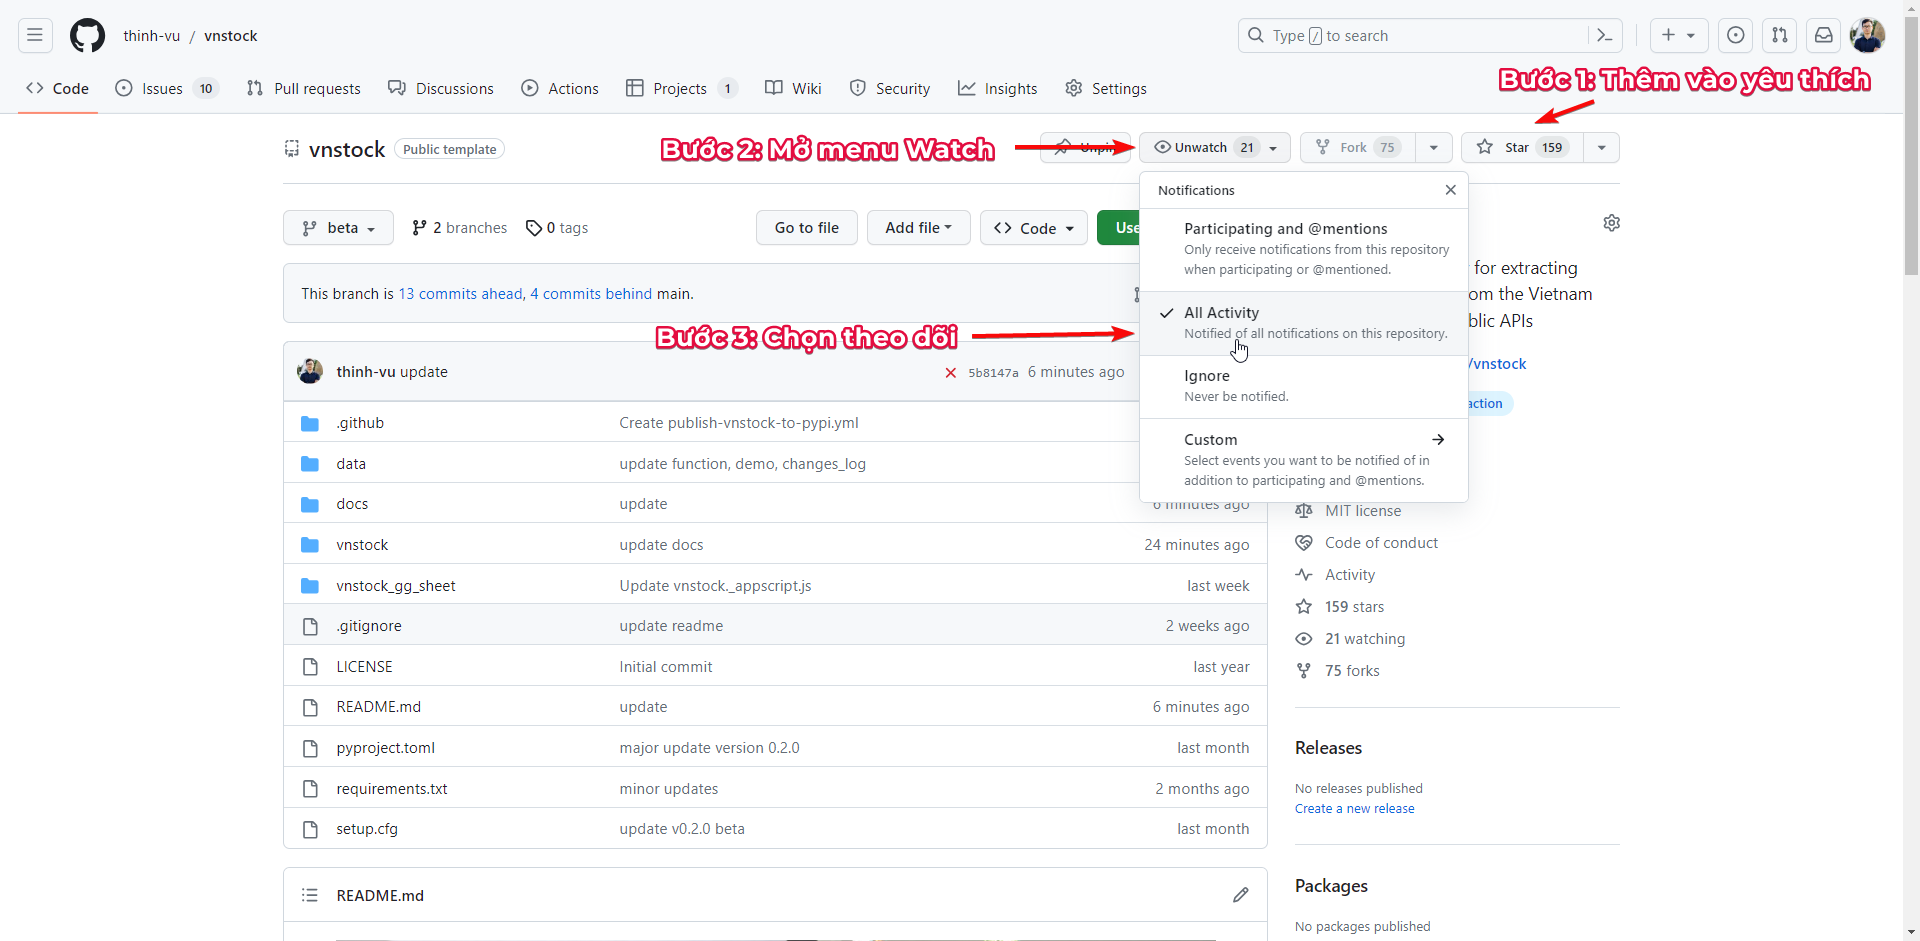 thinh-vu / vnstock
Type / to search
Code
Issues 10
Pull requests
Discussions
Actions
Projects 1
Wiki
Security
Insights
Settings
Bước 1: Thêm vào yêu thích
vnstock Public template
Bước 2: Mở menu Watch
Unpin
Unwatch 21
Fork 75
Star 159
Notifications
Participating and @mentions
Only receive notifications from this repository
when participating or @mentioned.
All Activity
Notified of all notifications on this repository.
Ignore
Never be notified.
Custom
Select events you want to be notified of in
addition to participating and @mentions.
beta
2 branches
0 tags
Go to file
Add file
Code
Use
This branch is 13 commits ahead, 4 commits behind main.
Bước 3: Chọn theo dõi
thinh-vu update
5b8147a 6 minutes ago
.github Create publish-vnstock-to-pypi.yml
data update function, demo, changes_log
docs update 6 minutes ago
vnstock update docs 24 minutes ago
vnstock_gg_sheet Update vnstock._appscript.js last week
.gitignore update readme 2 weeks ago
LICENSE Initial commit last year
README.md update 6 minutes ago
pyproject.toml major update version 0.2.0 last month
requirements.txt minor updates 2 months ago
setup.cfg update v0.2.0 beta last month
README.md
for extracting
om the Vietnam
blic APIs
/vnstock
action
MIT license
Code of conduct
Activity
159 stars
21 watching
75 forks
Releases
No releases published
Create a new release
Packages
No packages published